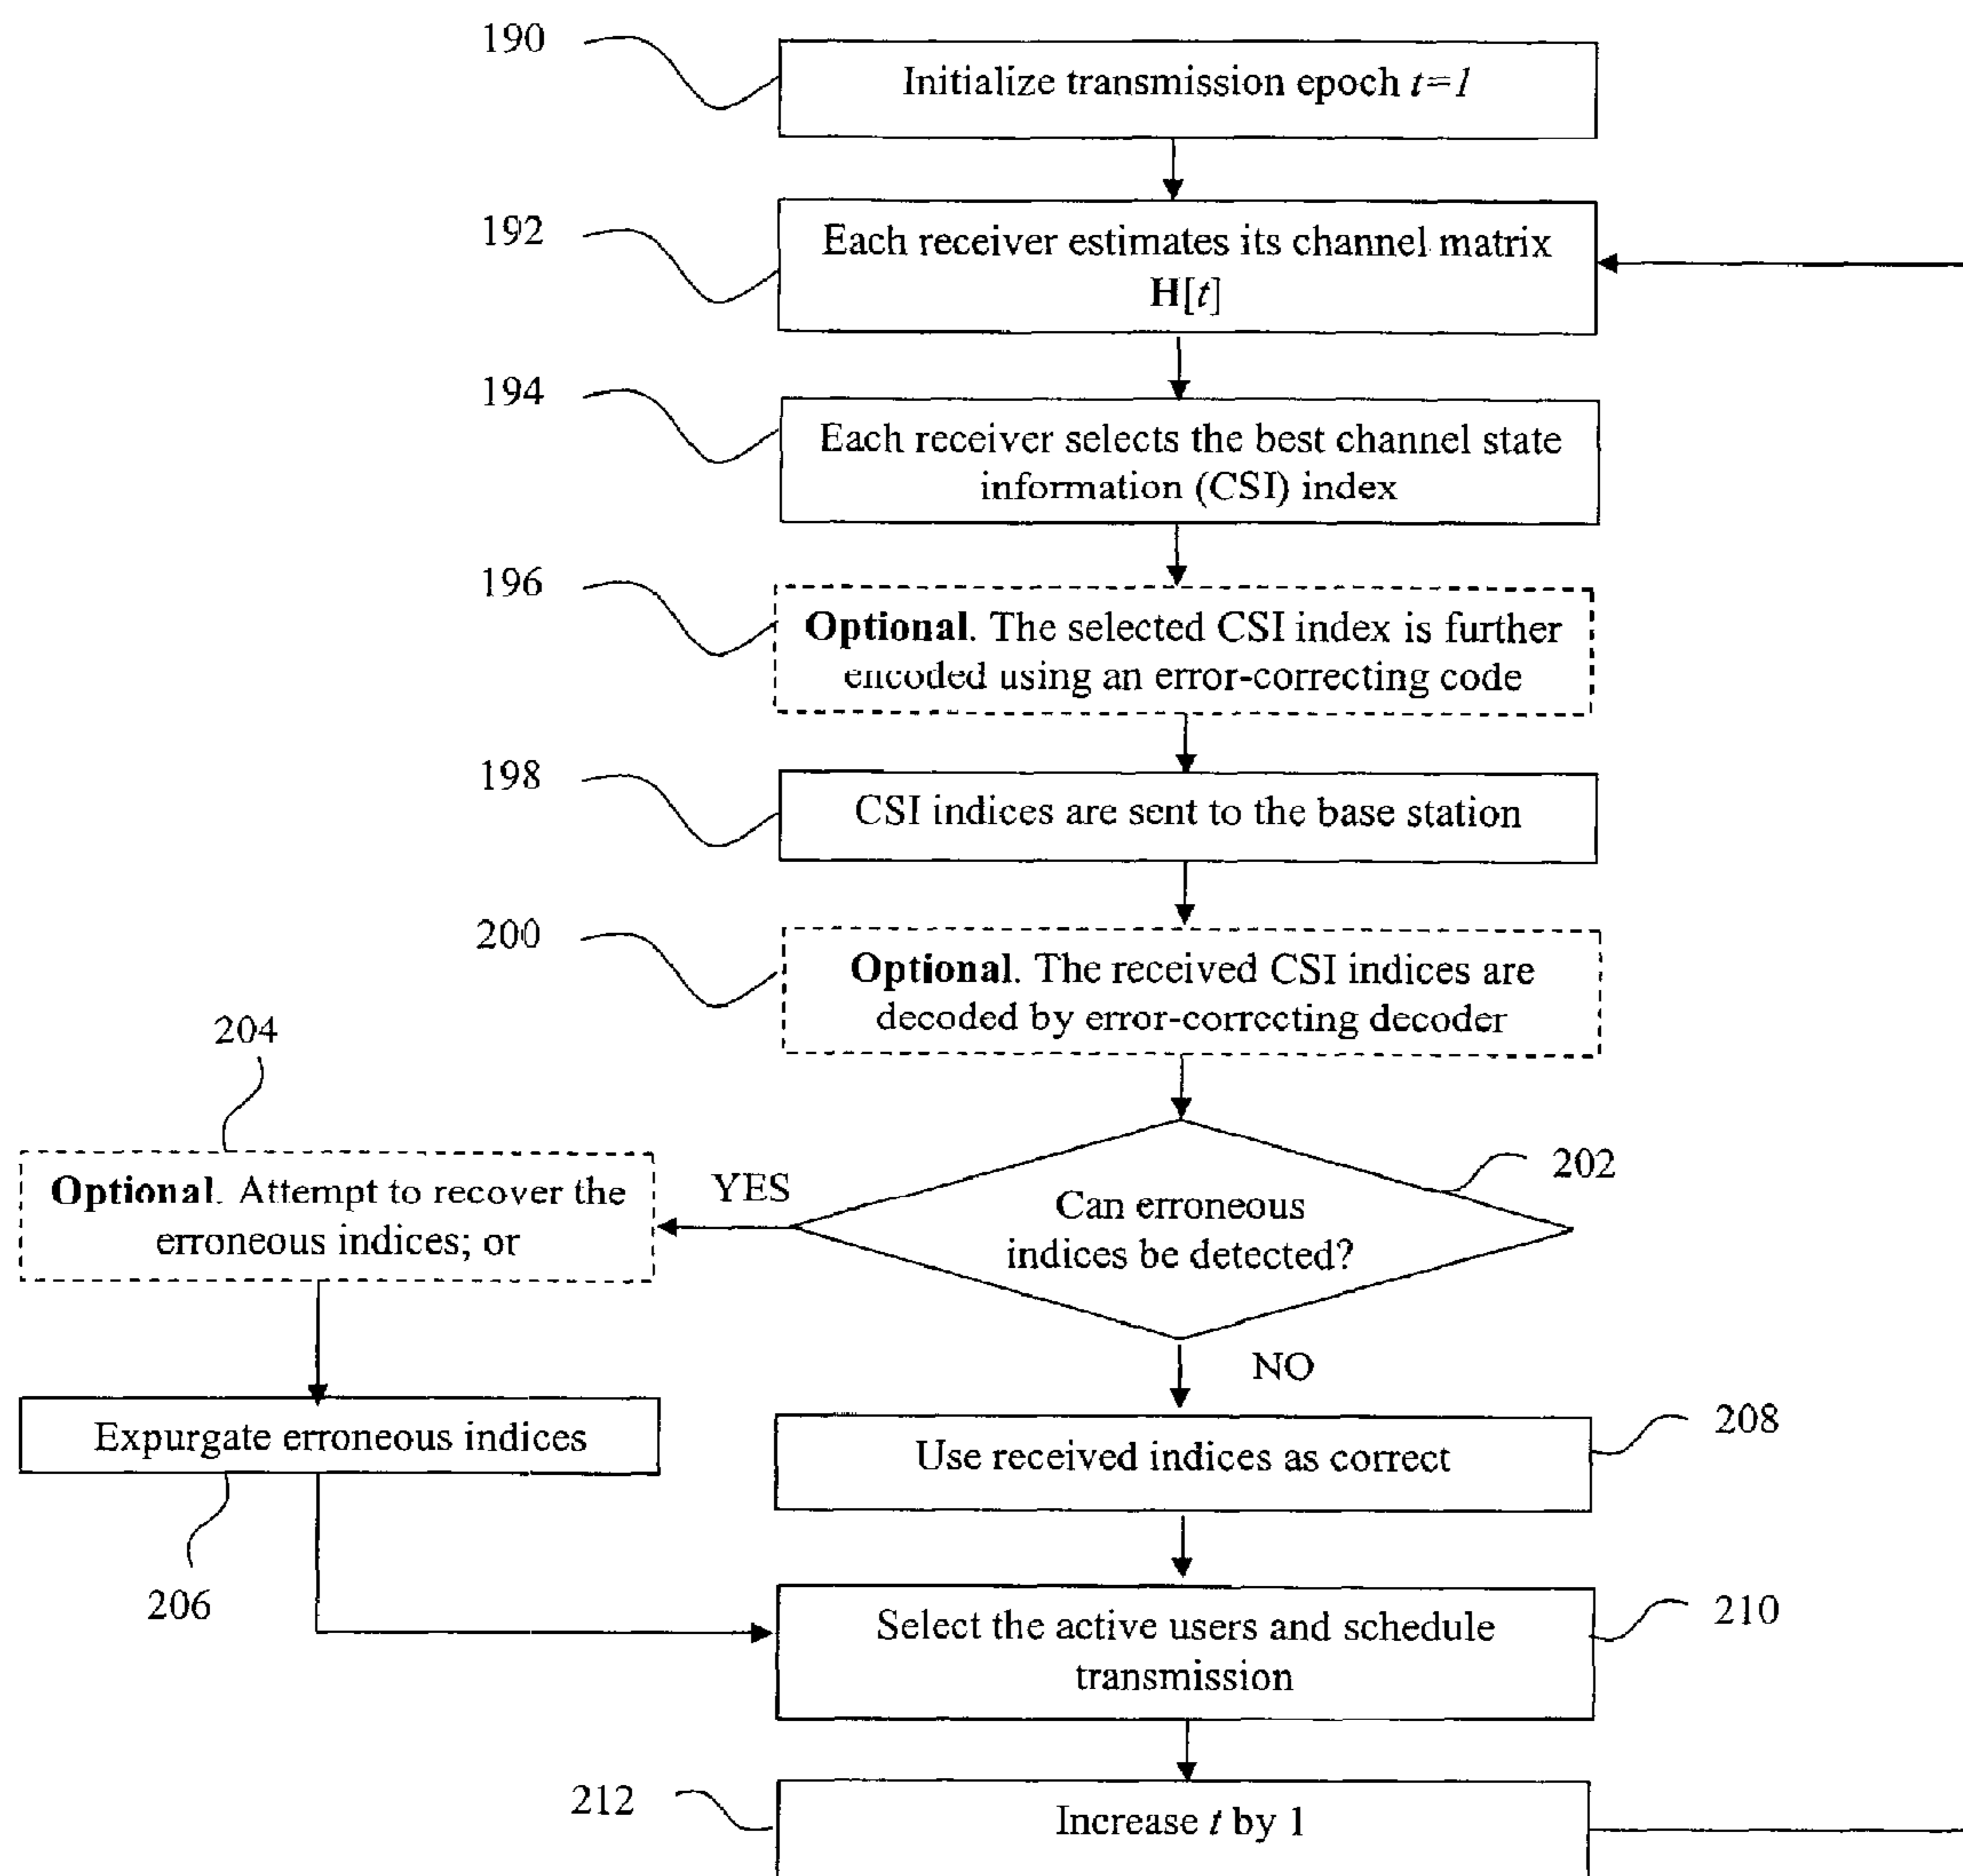 190
Initialize transmission epoch t=1
192
Each receiver estimates its channel matrix
H[t]
194
Each receiver selects the best channel state
information (CSI) index
196
Optional. The selected CSI index is further
encoded using an error-correcting code
198
CSI indices are sent to the base station
200
Optional. The received CSI indices are
decoded by error-correcting decoder
204
202
Optional. Attempt to recover the
erroneous indices; or
YES
Can erroneous
indices be detected?
NO
Expurgate erroneous indices
206
208
Use received indices as correct
210
Select the active users and schedule
transmission
212
Increase t by 1